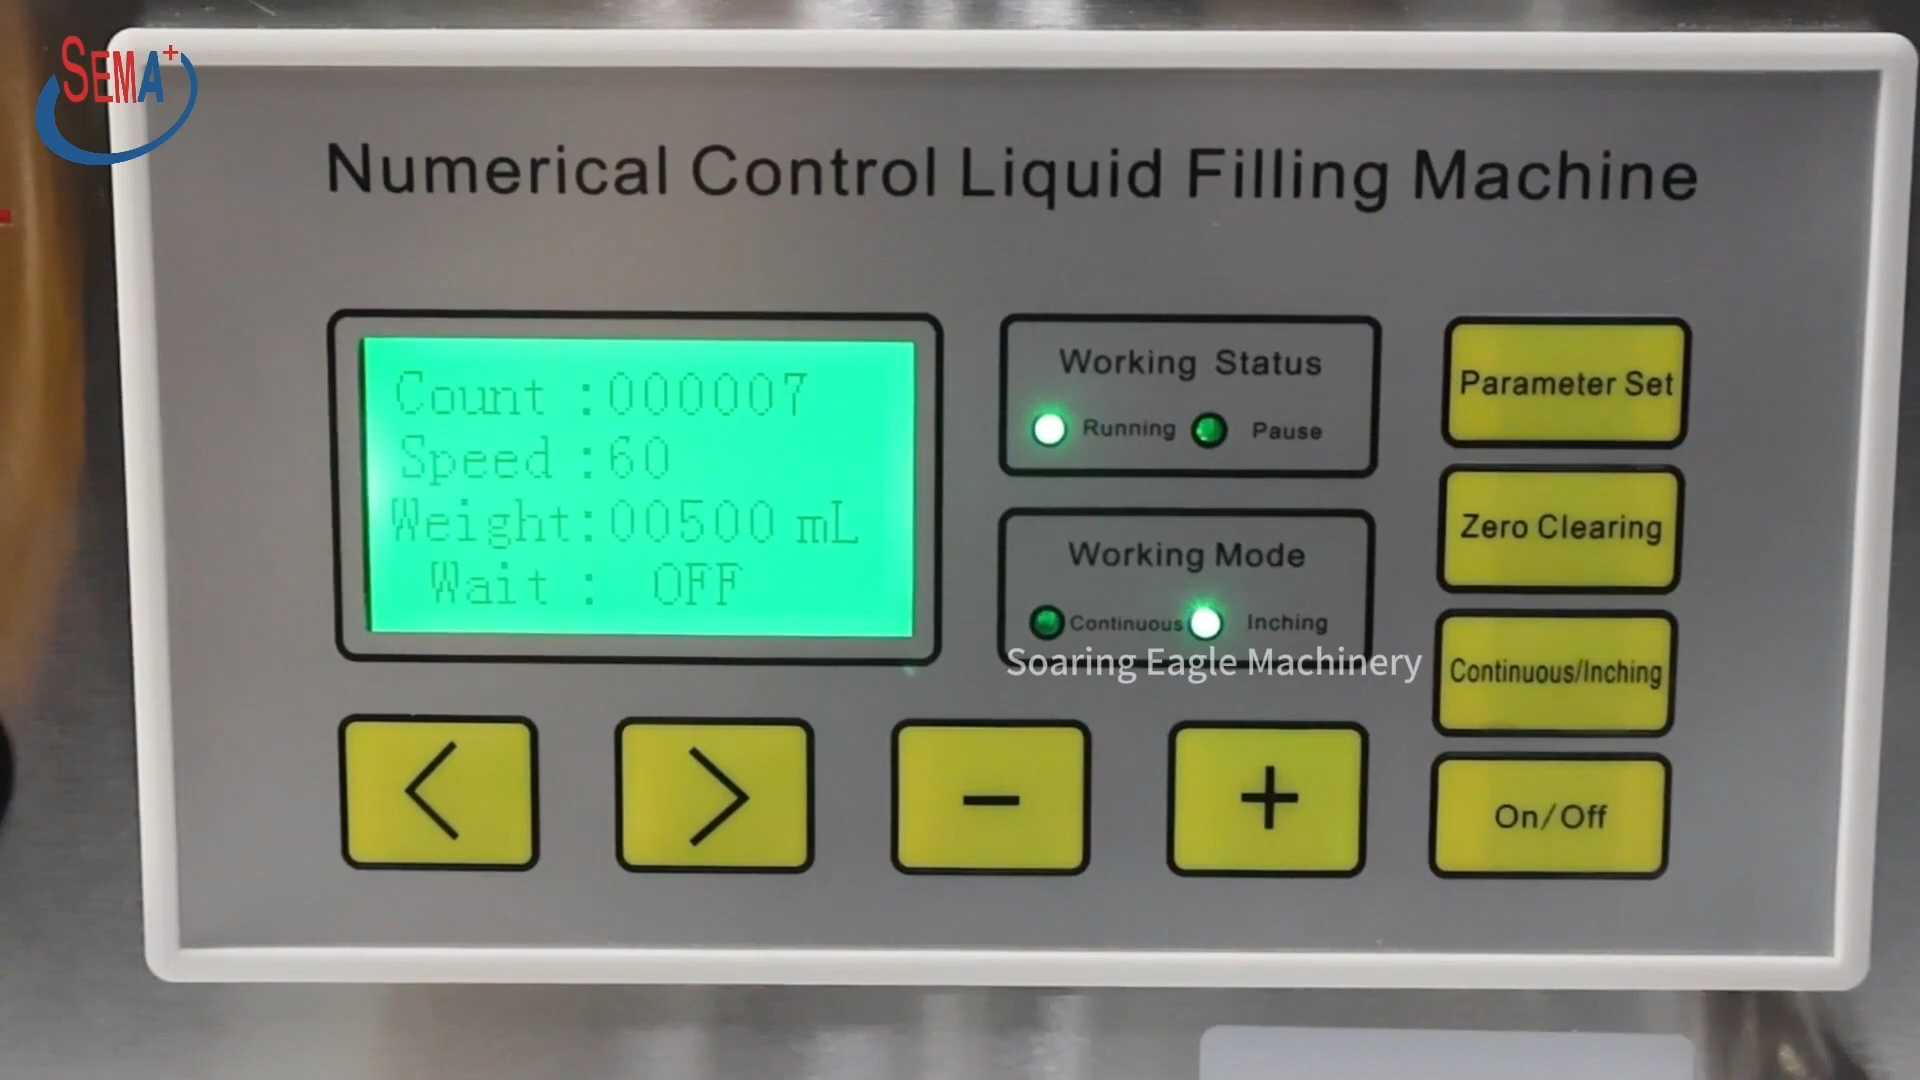 SEMA+
Numerical Control Liquid Filling Machine
Count :000007
Speed :60
Weight:00500 mL
Wait : OFF
Working Status
Running Pause
Working Mode
Continuous Inching
Soaring Eagle Machinery
Parameter Set
Zero Clearing
Continuous/Inching
On/Off
< > − +